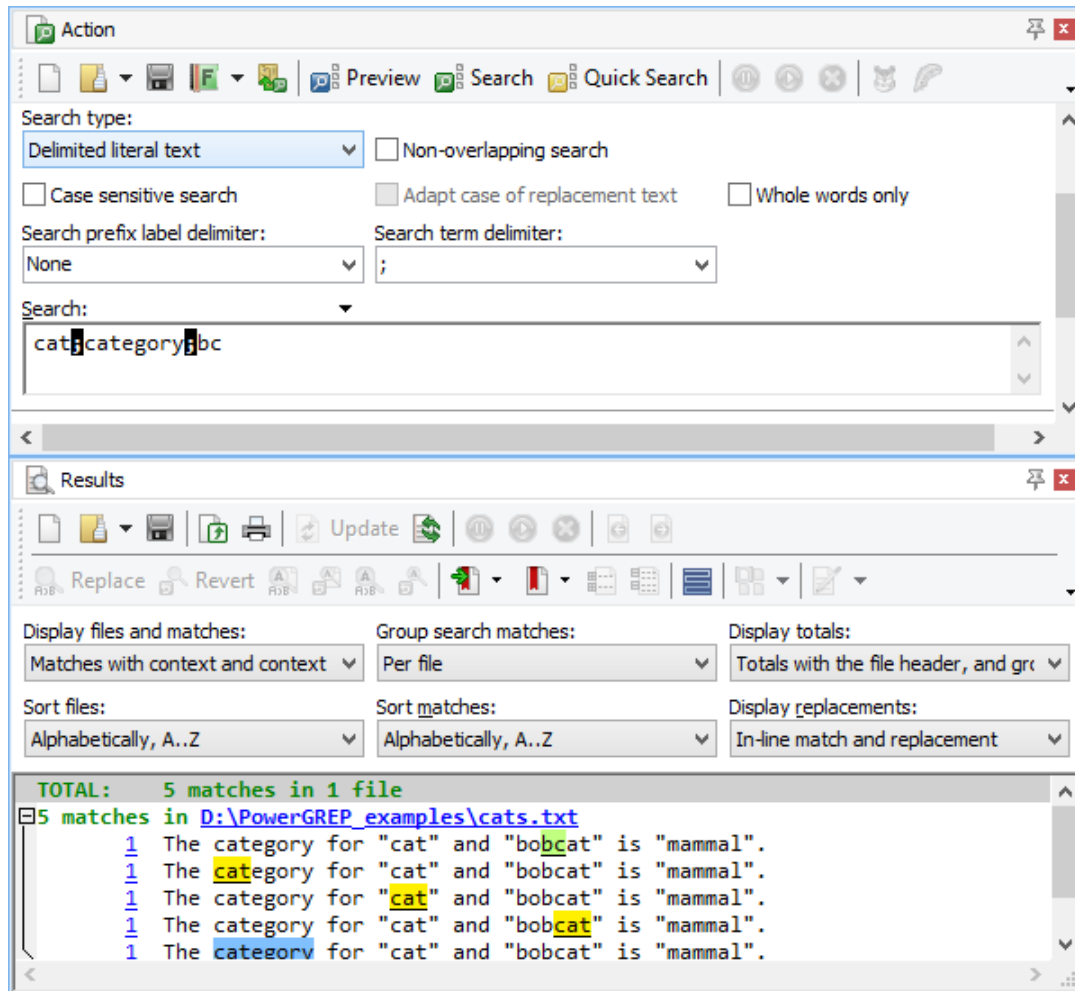 Action
Preview Search Quick Search
Search type:
Delimited literal text Non-overlapping search
Case sensitive search Adapt case of replacement text Whole words only
Search prefix label delimiter: Search term delimiter:
None ;
Search:
cat;category;bc
Results
Update
Replace Revert
Display files and matches: Group search matches: Display totals:
Matches with context and context Per file Totals with the file header, and grc
Sort files: Sort matches: Display replacements:
Alphabetically, A..Z Alphabetically, A..Z In-line match and replacement
TOTAL: 5 matches in 1 file
5 matches in D:\PowerGREP_examples\cats.txt
1 The category for "cat" and "bobcat" is "mammal".
1 The category for "cat" and "bobcat" is "mammal".
1 The category for "cat" and "bobcat" is "mammal".
1 The category for "cat" and "bobcat" is "mammal".
1 The category for "cat" and "bobcat" is "mammal".